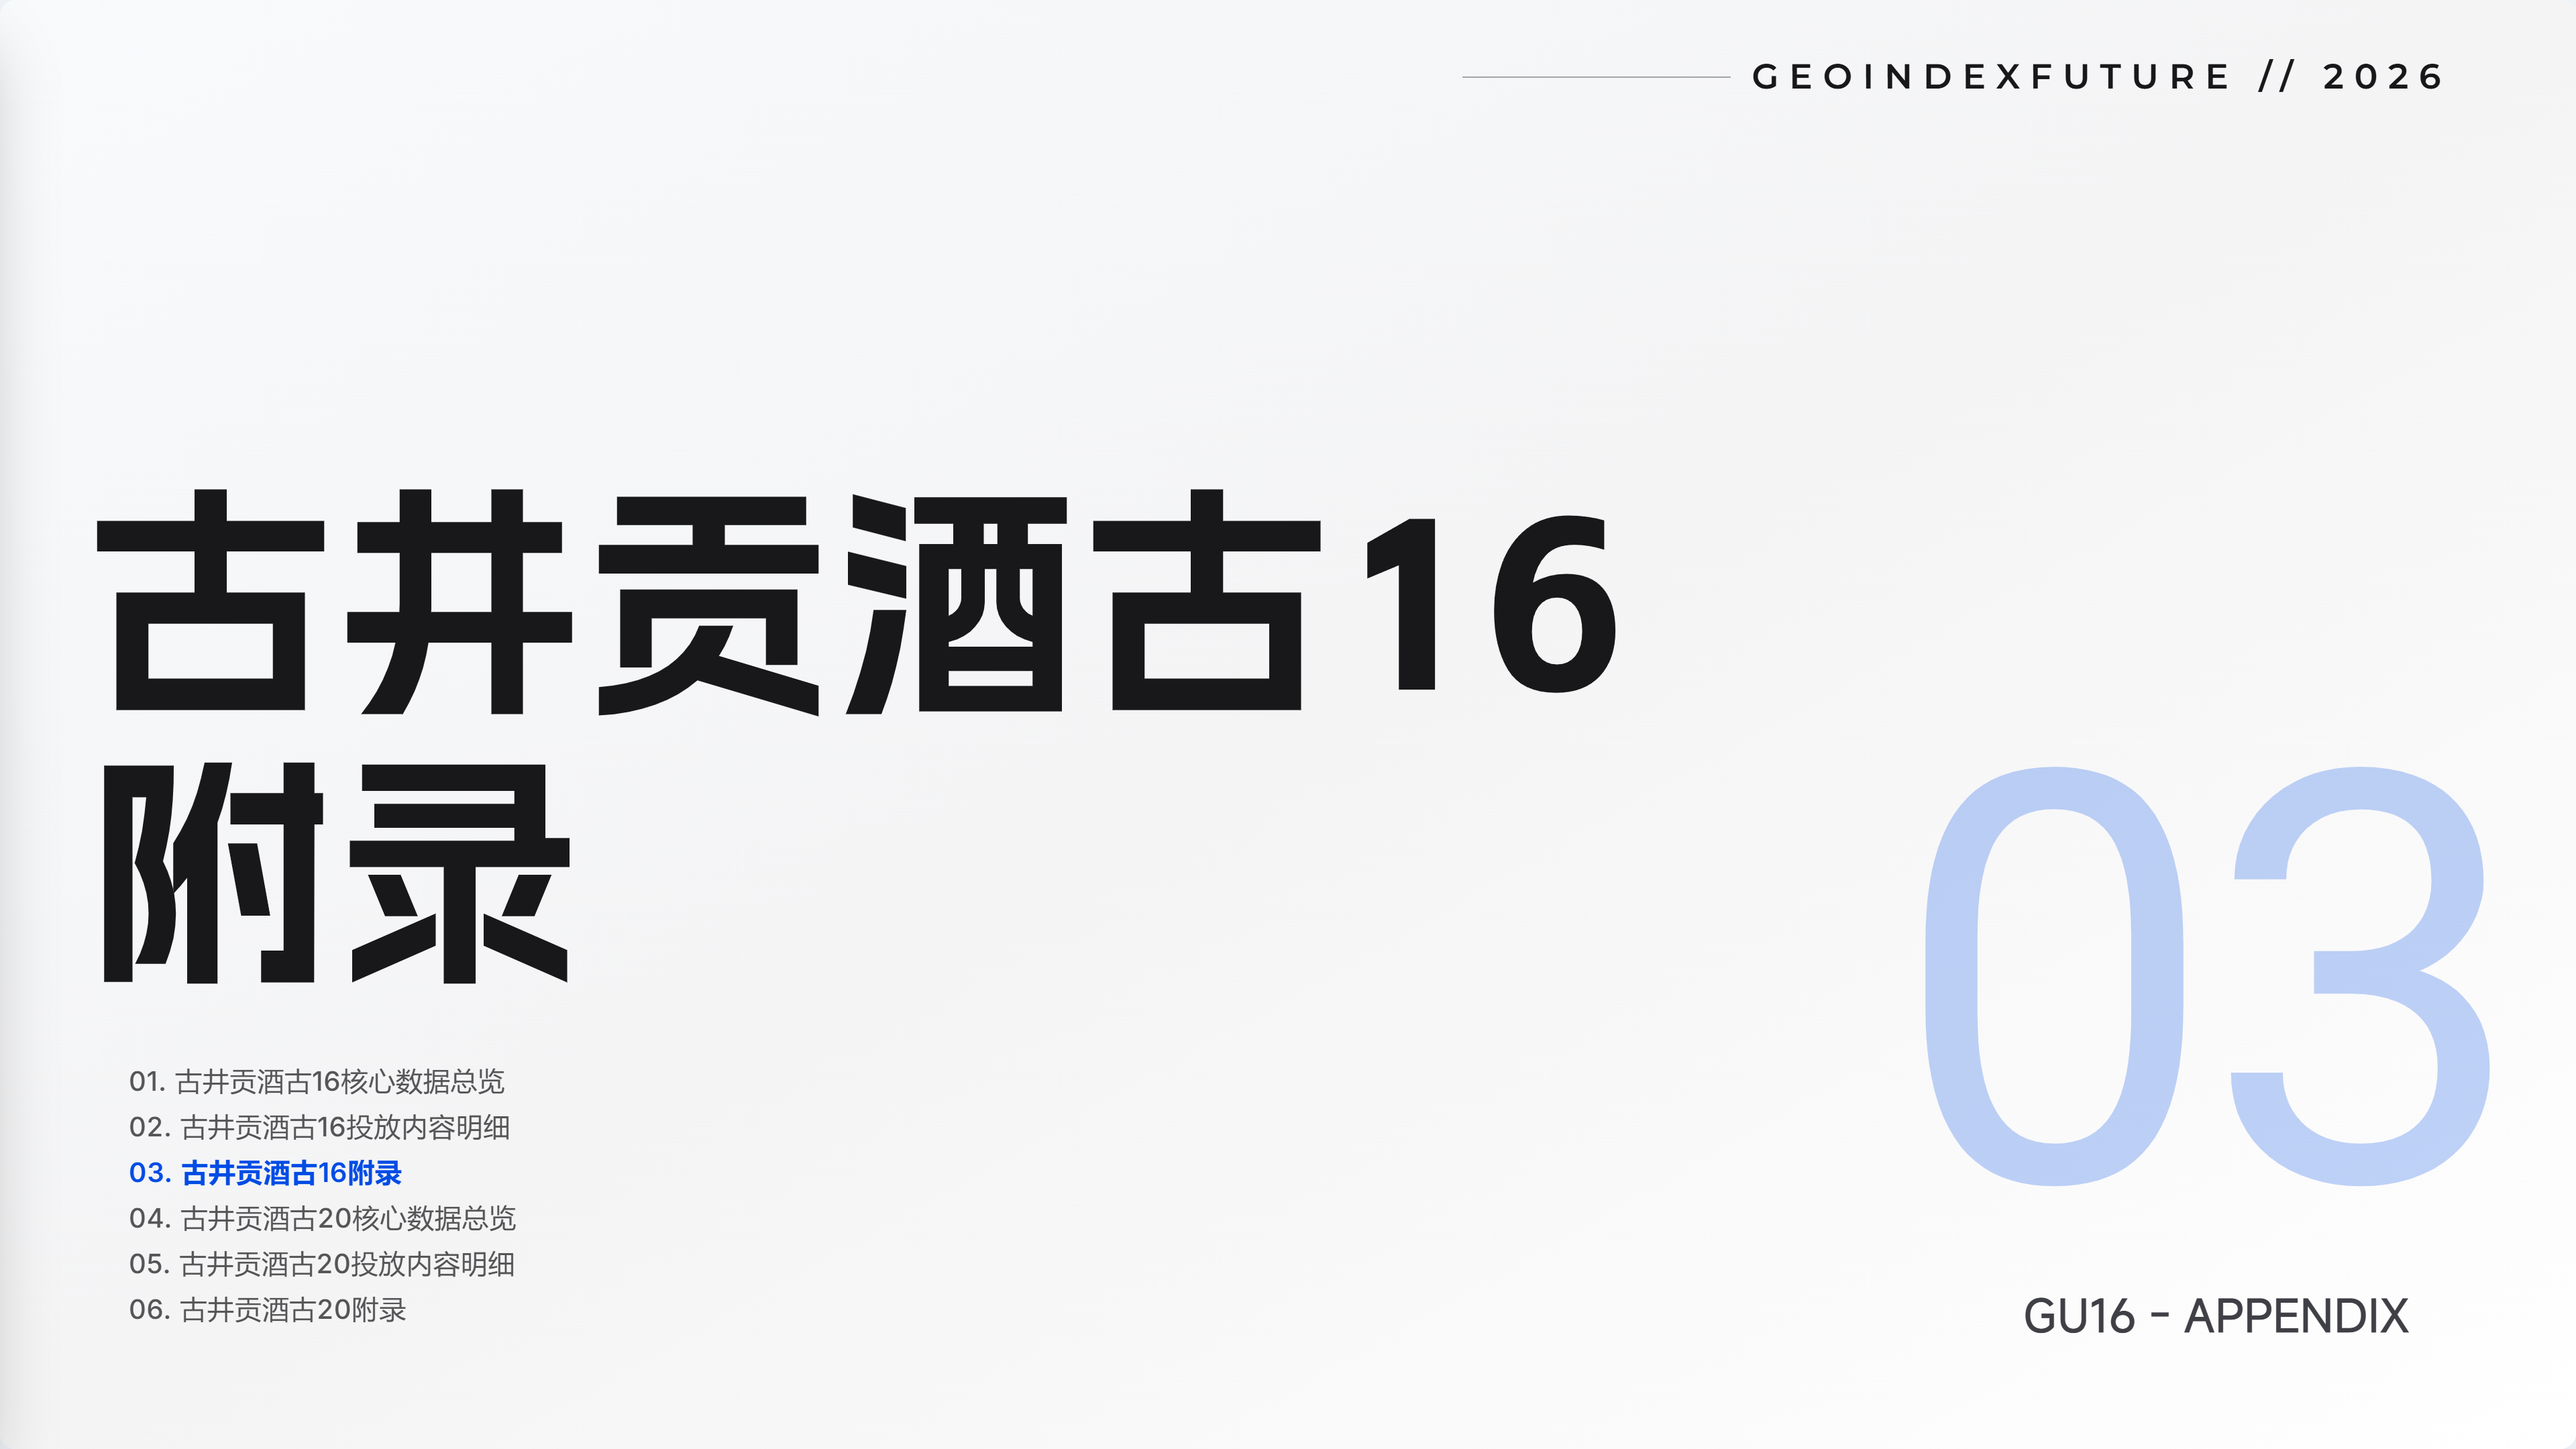 GEOINDEXFUTURE // 2026
古井贡酒古16
附录
01. 古井贡酒古16核心数据总览
02. 古井贡酒古16投放内容明细
03. 古井贡酒古16附录
04. 古井贡酒古20核心数据总览
05. 古井贡酒古20投放内容明细
06. 古井贡酒古20附录
03
GU16 - APPENDIX